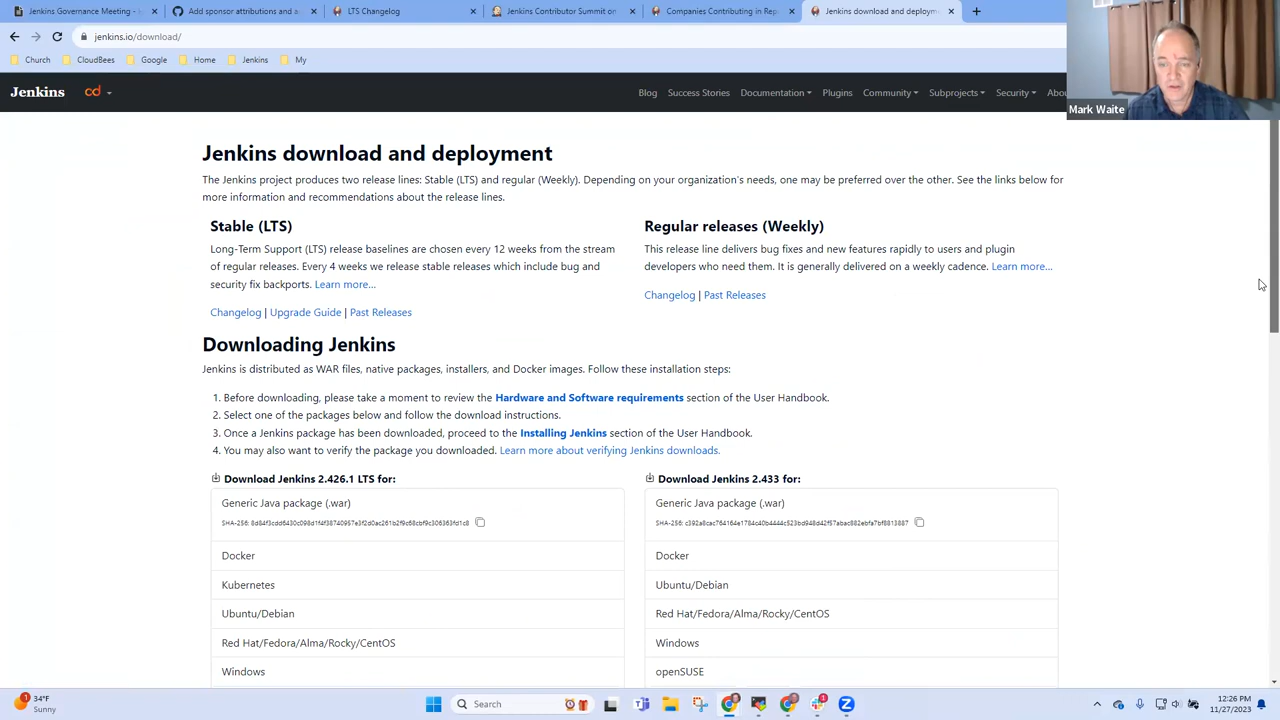 Jenkins Governance Meeting -
Add sponsor attributions and a
LTS Changelog
Jenkins Contributor Summit on
Companies Contributing in Rep
Jenkins download and deploym
jenkins.io/download/
Church
CloudBees
Google
Home
Jenkins
My
Mark Waite
Jenkins
cd
Blog
Success Stories
Documentation
Plugins
Community
Subprojects
Security
Abou
Jenkins download and deployment
The Jenkins project produces two release lines: Stable (LTS) and regular (Weekly). Depending on your organization's needs, one may be preferred over the other. See the links below for
more information and recommendations about the release lines.
Stable (LTS)
Long-Term Support (LTS) release baselines are chosen every 12 weeks from the stream
of regular releases. Every 4 weeks we release stable releases which include bug and
security fix backports. Learn more...
Changelog | Upgrade Guide | Past Releases
Regular releases (Weekly)
This release line delivers bug fixes and new features rapidly to users and plugin
developers who need them. It is generally delivered on a weekly cadence. Learn more...
Changelog | Past Releases
Downloading Jenkins
Jenkins is distributed as WAR files, native packages, installers, and Docker images. Follow these installation steps:
1. Before downloading, please take a moment to review the Hardware and Software requirements section of the User Handbook.
2. Select one of the packages below and follow the download instructions.
3. Once a Jenkins package has been downloaded, proceed to the Installing Jenkins section of the User Handbook.
4. You may also want to verify the package you downloaded. Learn more about verifying Jenkins downloads.
Download Jenkins 2.426.1 LTS for:
Generic Java package (.war)
SHA-256:
Docker
Kubernetes
Ubuntu/Debian
Red Hat/Fedora/Alma/Rocky/CentOS
Windows
Download Jenkins 2.433 for:
Generic Java package (.war)
SHA-256:
Docker
Ubuntu/Debian
Red Hat/Fedora/Alma/Rocky/CentOS
Windows
openSUSE
1
34°F
Sunny
Search
1
12:26 PM
11/27/2023